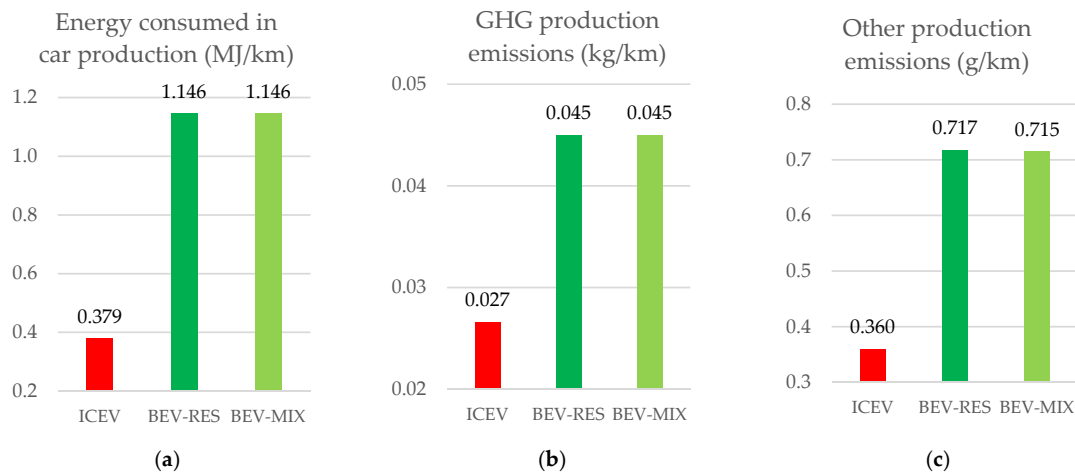 Energy consumed in
car production (MJ/km)
1.2
1.0
0.8
0.6
0.4
0.2
0.379
1.146
1.146
ICEV
BEV-RES
BEV-MIX
(a)
GHG production
emissions (kg/km)
0.05
0.04
0.03
0.02
0.027
0.045
0.045
ICEV
BEV-RES
BEV-MIX
(b)
Other production
emissions (g/km)
0.8
0.7
0.6
0.5
0.4
0.3
0.360
0.717
0.715
ICEV
BEV-RES
BEV-MIX
(c)